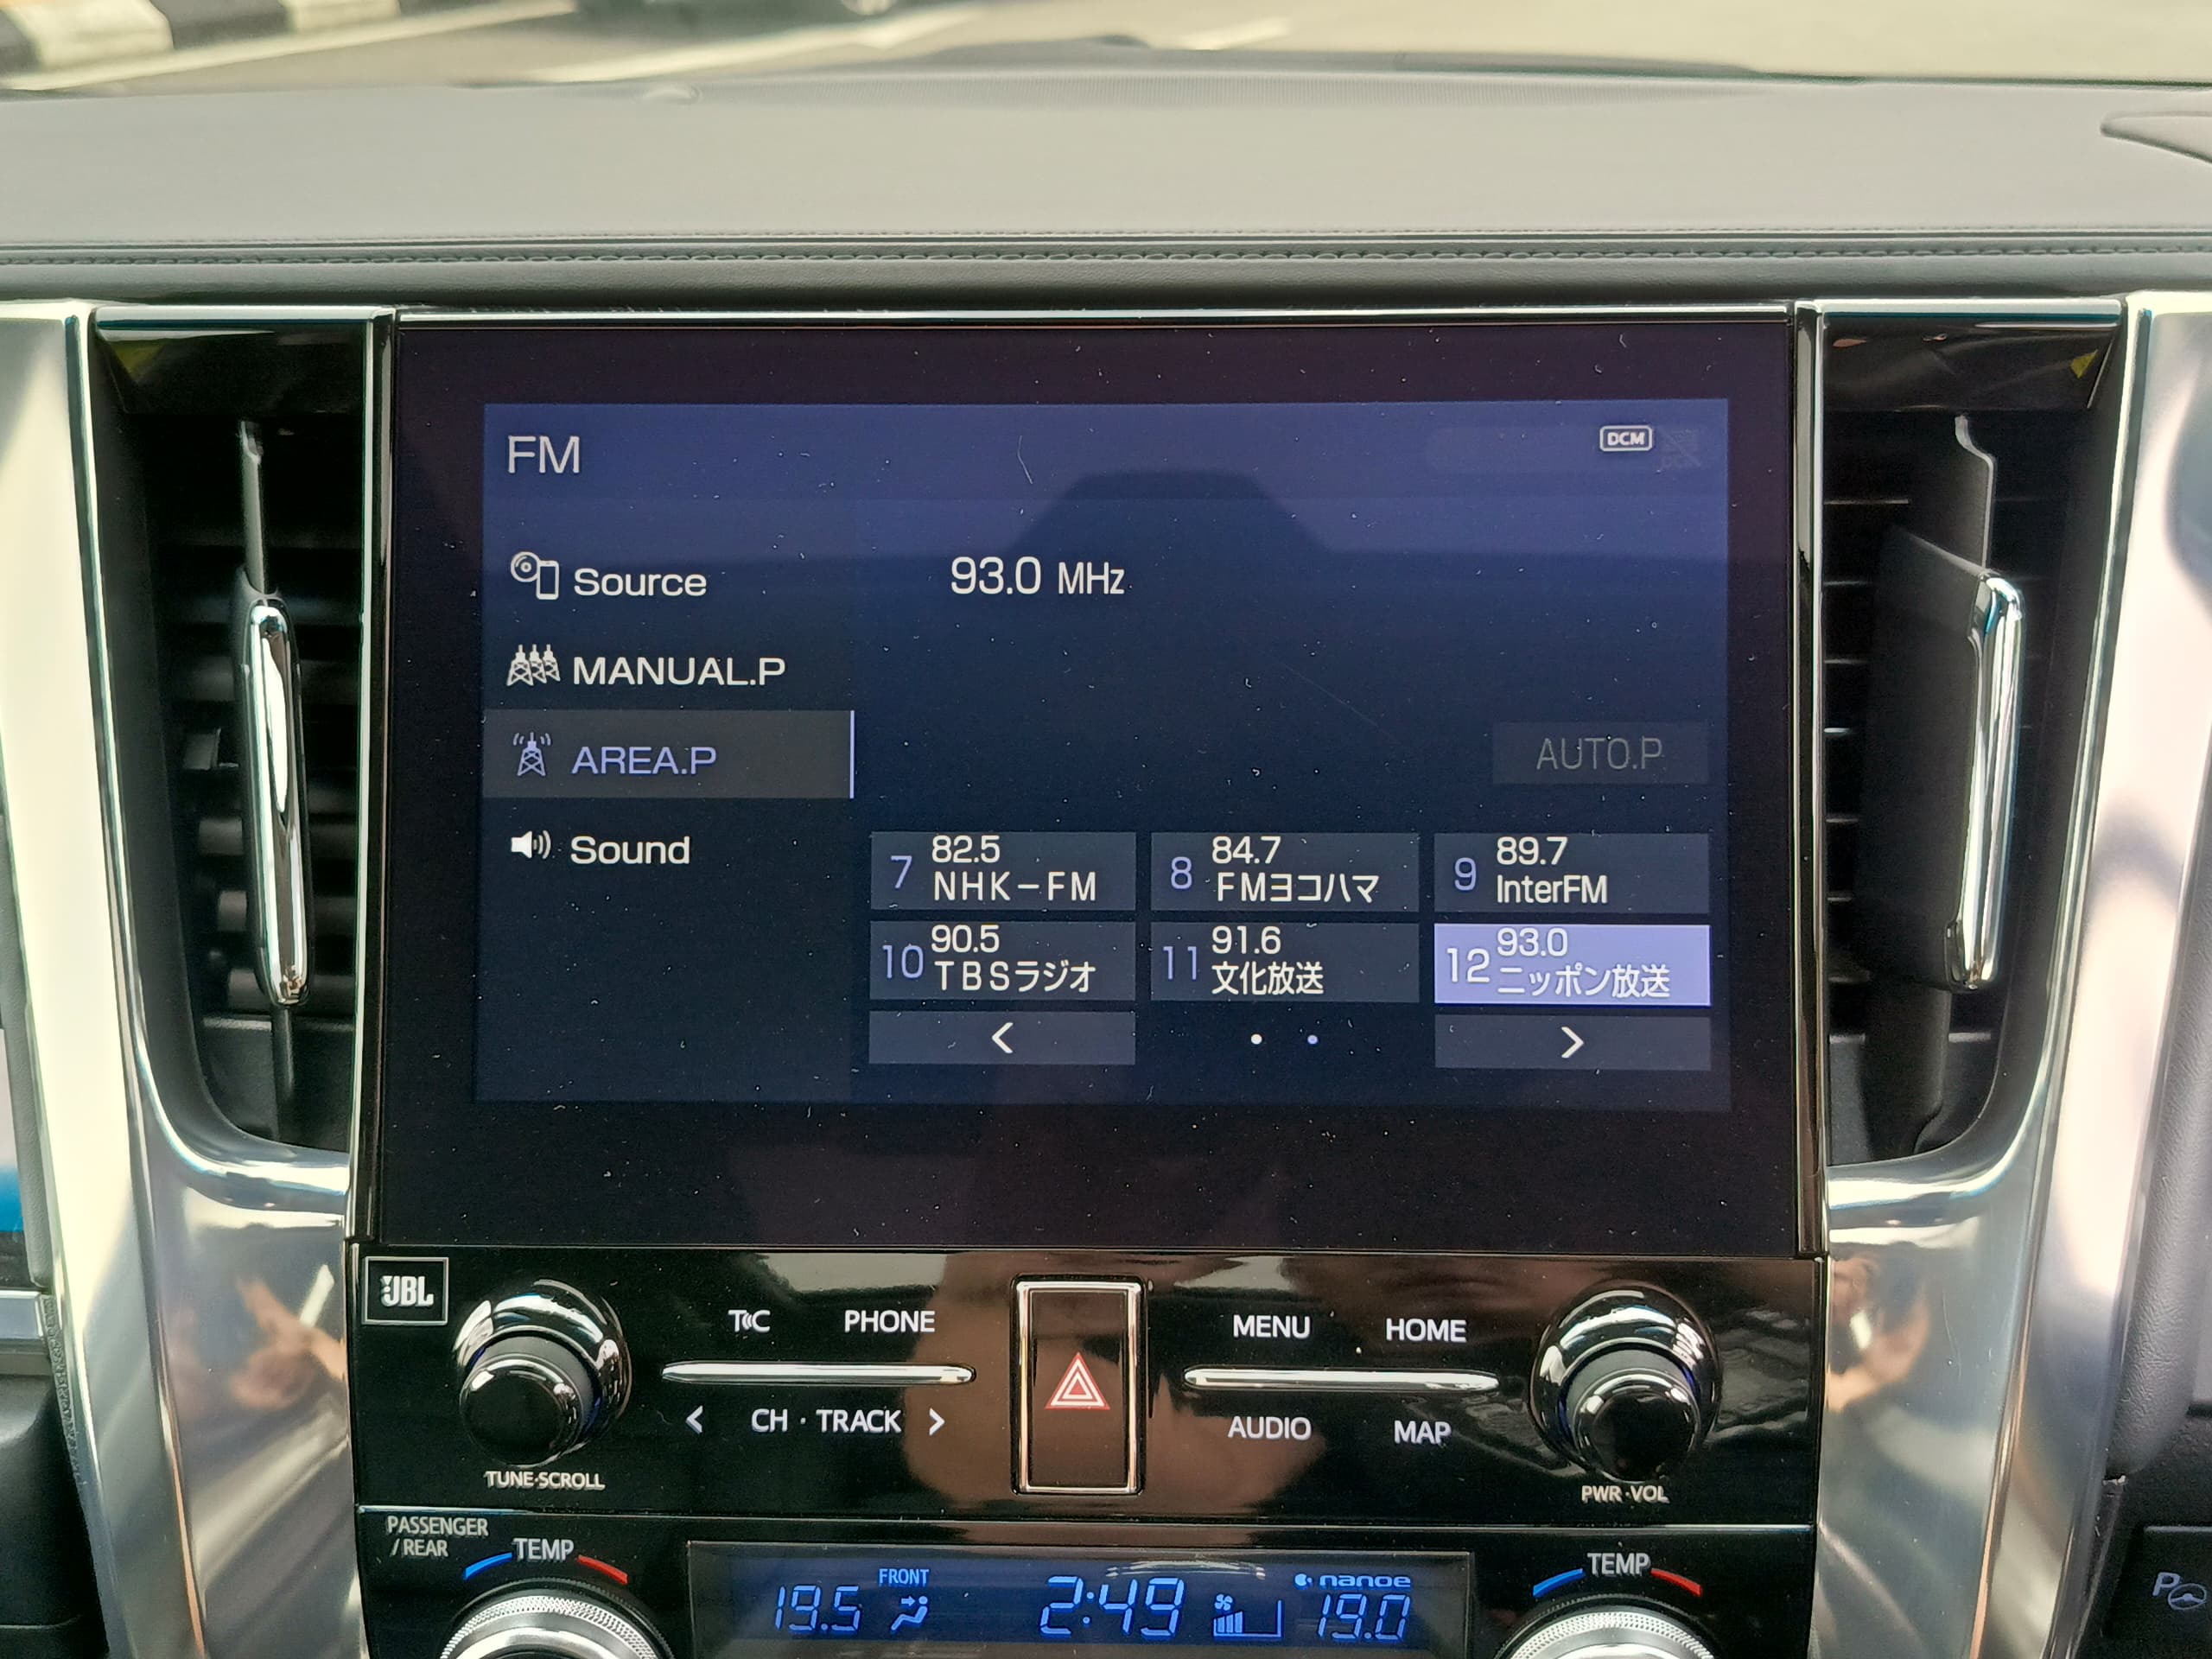 FM
DCM
Source
93.0 MHz
MANUAL.P
AREA.P
AUTO.P
Sound
7 82.5
NHK-FM
8 84.7
FMヨコハマ
9 89.7
InterFM
10 90.5
TBSラジオ
11 91.6
文化放送
12 93.0
ニッポン放送
< >
JBL
TC PHONE
MENU HOME
< CH · TRACK >
AUDIO MAP
TUNE·SCROLL
PWR·VOL
PASSENGER
/ REAR
TEMP
TEMP
FRONT
nanoe
19.5
2:49
19.0
P